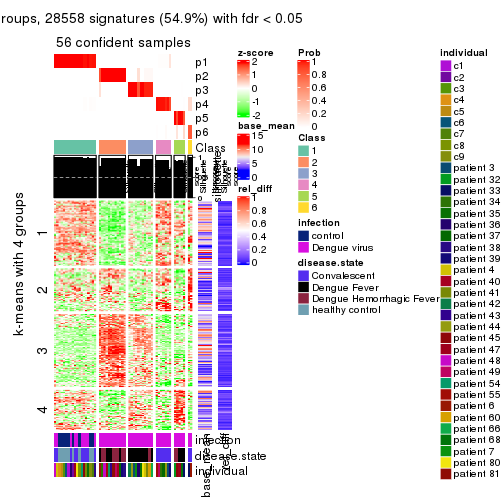 roups, 28558 signatures (54.9%) with fdr < 0.05
56 confident samples
p1
p2
p3
p4
p5
p6
Class
1
2
3
4
k-means with 4 groups
infection
disease.state
individual
base_mean
rel_diff
z-score
2
1
0
-1
-2
base_mean
15
10
5
0
rel_diff
1
0.8
0.6
0.4
0.2
0
Prob
1
0.8
0.6
0.4
0.2
0
Class
1
2
3
4
5
6
infection
control
Dengue virus
disease.state
Convalescent
Dengue Fever
Dengue Hemorrhagic Fever
healthy control
individual
c1
c2
c3
c4
c5
c6
c7
c8
c9
patient 3
patient 32
patient 33
patient 34
patient 35
patient 36
patient 37
patient 38
patient 39
patient 4
patient 40
patient 41
patient 42
patient 43
patient 44
patient 45
patient 47
patient 48
patient 49
patient 54
patient 55
patient 6
patient 60
patient 66
patient 68
patient 7
patient 80
patient 81